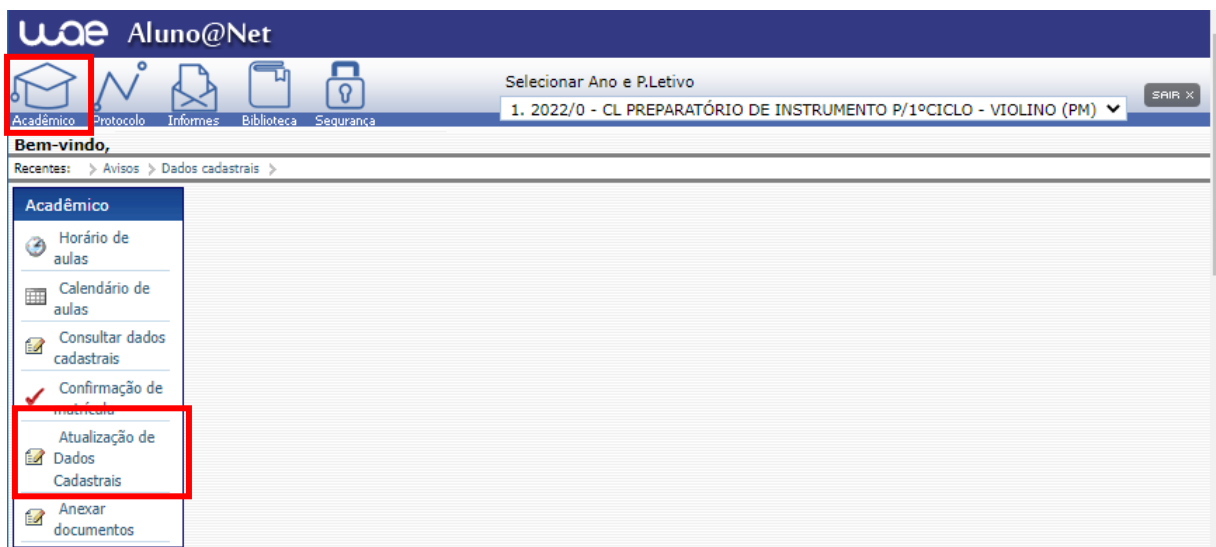 wae Aluno@Net
Selecionar Ano e P.Letivo
1. 2022/0 - CL PREPARATÓRIO DE INSTRUMENTO P/1ºCICLO - VIOLINO (PM)
SAIR X
Acadêmico Protocolo Informes Biblioteca Segurança
Bem-vindo,
Recentes: > Avisos > Dados cadastrais >
Acadêmico
Horário de
aulas
Calendário de
aulas
Consultar dados
cadastrais
Confirmação de
matrícula
Atualização de
Dados
Cadastrais
Anexar
documentos